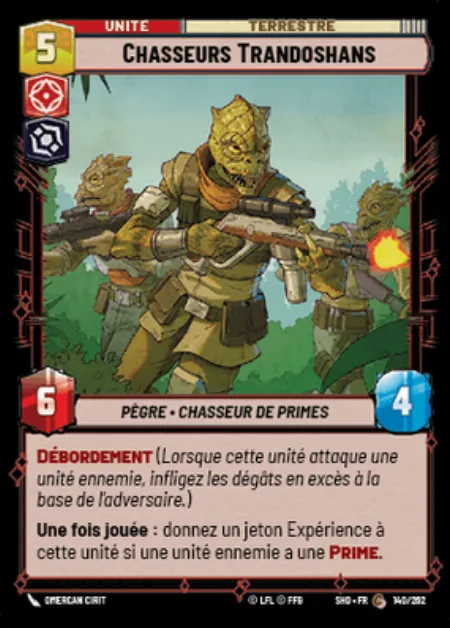 UNITÉ
TERRESTRE
5
CHASSEURS TRANDOSHANS
6
PÈGRE • CHASSEUR DE PRIMES
4
DÉBORDEMENT (Lorsque cette unité attaque une
unité ennemie, infligez les dégâts en excès à la
base de l'adversaire.)
Une fois jouée : donnez un jeton Expérience à
cette unité si une unité ennemie a une PRIME.
OMERCAN CIRIT
© LFL © FFG
SHD • FR
C
140/262